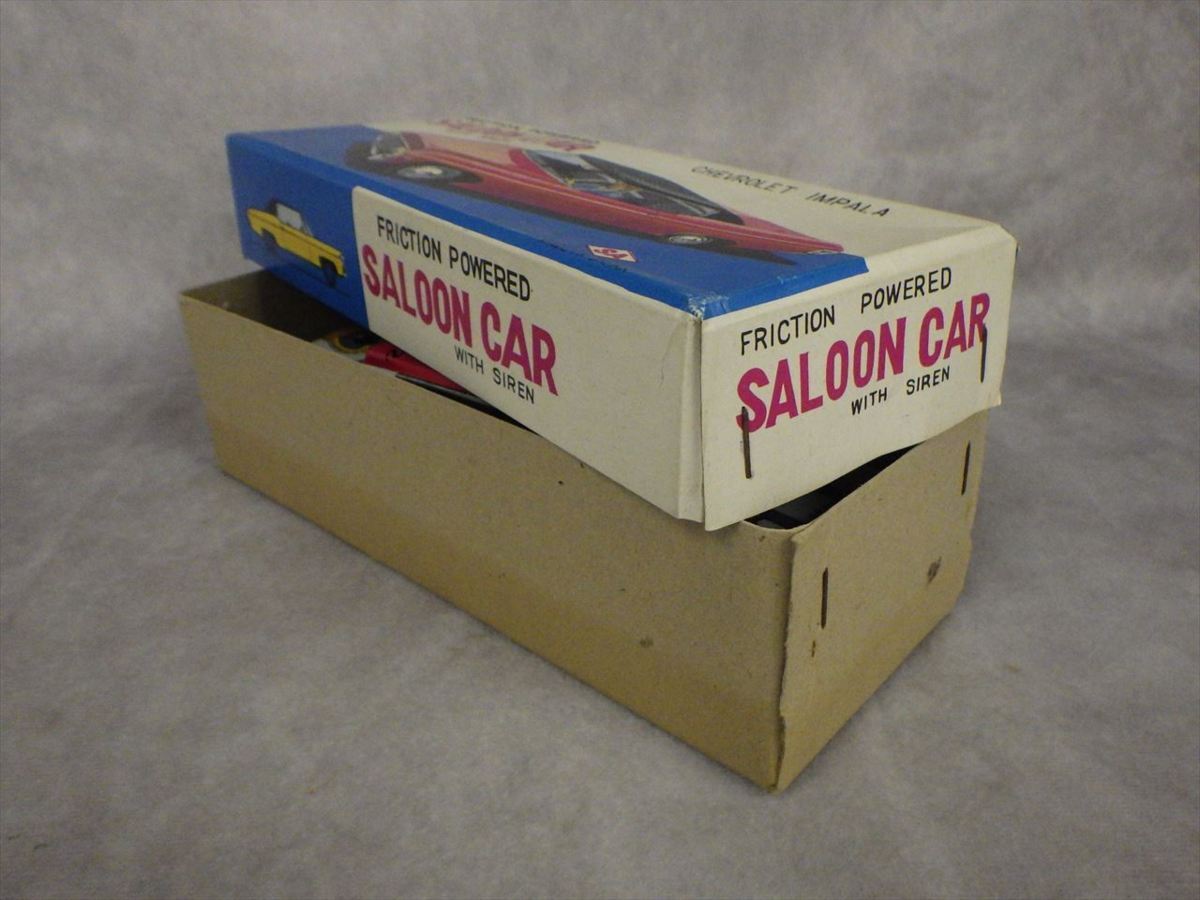 CHEVROLET IMPALA
FRICTION POWERED
SALOON CAR
WITH SIREN
FRICTION POWERED
SALOON CAR
WITH SIREN